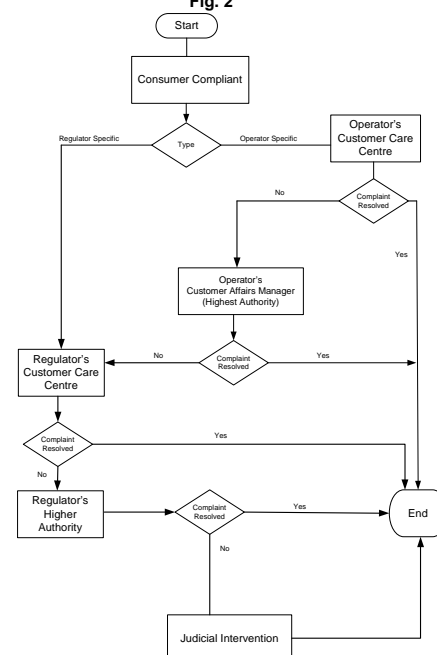 Fig. 2
Start
Consumer Compliant
Regulator Specific
Type
Operator Specific
Operator's
Customer Care
Centre
Complaint
Resolved
No
Yes
Operator's
Customer Affairs Manager
(Highest Authority)
Complaint
Resolved
No
Yes
Regulator's
Customer Care
Centre
Complaint
Resolved
Yes
No
Regulator's
Higher
Authority
Complaint
Resolved
Yes
No
End
Judicial Intervention